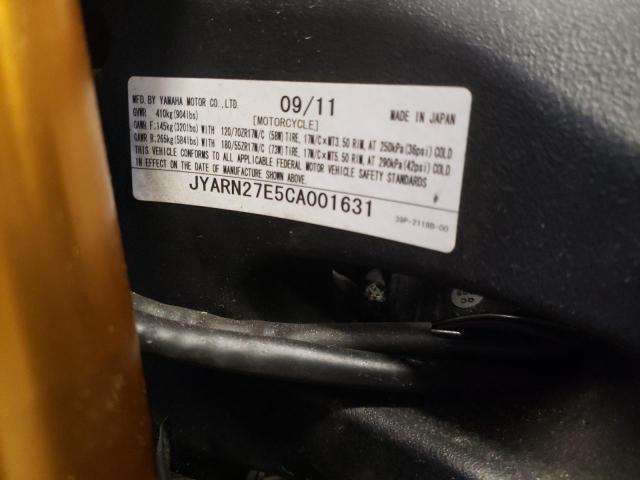 MFD. BY YAMAHA MOTOR CO., LTD. 09/11 MADE IN JAPAN
GVWR 410kg(904lbs) [MOTORCYCLE]
GAWR F: 145kg(320lbs) WITH 120/70ZR17M/C (58W) TIRE, 17M/C×MT3.50 RIM, AT 250kPa(36psi) COLD
GAWR R: 265kg(584lbs) WITH 180/55ZR17M/C (73W) TIRE, 17M/C×MT5.50 RIM, AT 290kPa(42psi) COLD
THIS VEHICLE CONFORMS TO ALL APPLICABLE FEDERAL MOTOR VEHICLE SAFETY STANDARDS
IN EFFECT ON THE DATE OF MANUFACTURE SHOWN ABOVE
JYARN27E5CA001631
39P-2118B-00